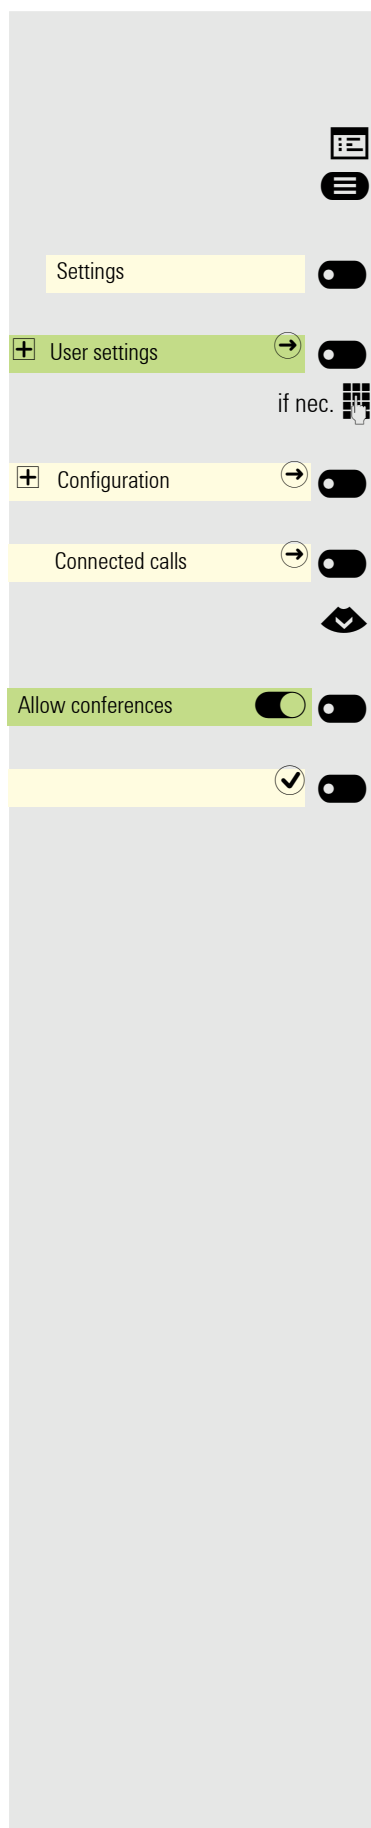 Settings
User settings
if nec.
Configuration
Connected calls
Allow conferences